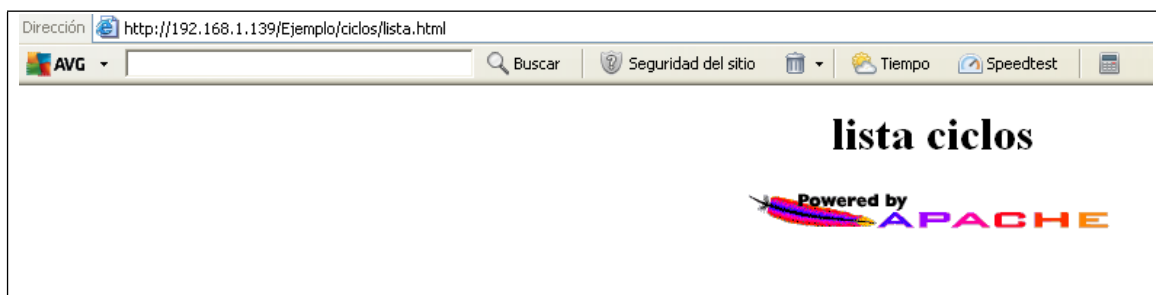 Dirección http://192.168.1.139/Ejemplo/ciclos/lista.html
AVG Buscar Seguridad del sitio Tiempo Speedtest
lista ciclos
Powered by
APACHE